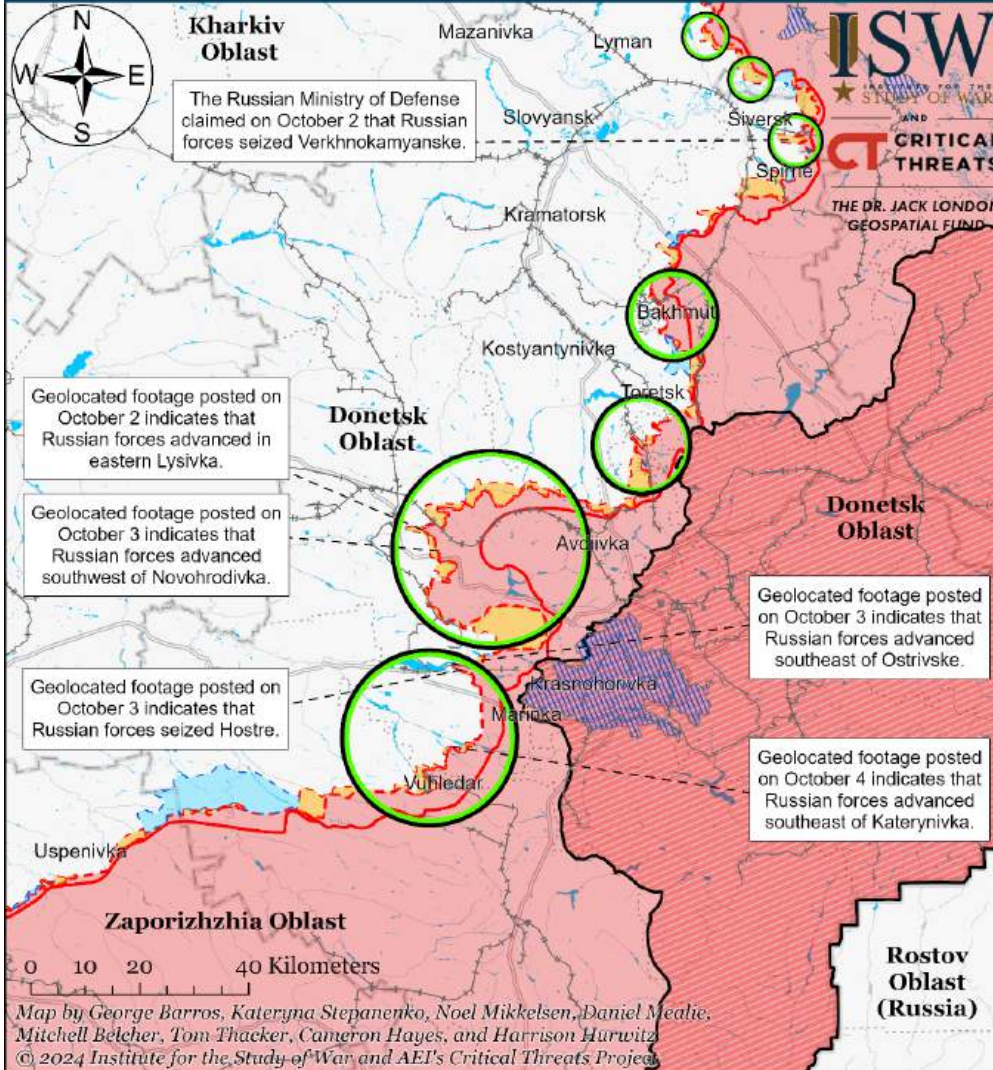 N
W E
S
Kharkiv
Oblast
Mazanivka
Lyman
ISW
INSTITUTE FOR THE
STUDY OF WAR
AND
CT CRITICAL
THREATS
THE DR. JACK LONDON
GEOSPATIAL FUND
The Russian Ministry of Defense
claimed on October 2 that Russian
forces seized Verkhnokamyanske.
Slovyansk
Siversk
Spirne
Kramatorsk
Bakhmut
Kostyantynivka
Toretsk
Geolocated footage posted on
October 2 indicates that
Russian forces advanced in
eastern Lysivka.
Donetsk
Oblast
Geolocated footage posted on
October 3 indicates that
Russian forces advanced
southwest of Novohrodivka.
Avdiivka
Donetsk
Oblast
Geolocated footage posted
on October 3 indicates that
Russian forces advanced
southeast of Ostrivske.
Geolocated footage posted on
October 3 indicates that
Russian forces seized Hostre.
Krasnohorivka
Marinka
Vuhledar
Geolocated footage posted
on October 4 indicates that
Russian forces advanced
southeast of Katerynivka.
Uspenivka
Zaporizhzhia Oblast
0 10 20 40 Kilometers
Rostov
Oblast
(Russia)
Map by George Barros, Kateryna Stepanenko, Noel Mikkelsen, Daniel Mealie,
Mitchell Belcher, Tom Thacker, Cameron Hayes, and Harrison Hurwitz
© 2024 Institute for the Study of War and AEI's Critical Threats Project